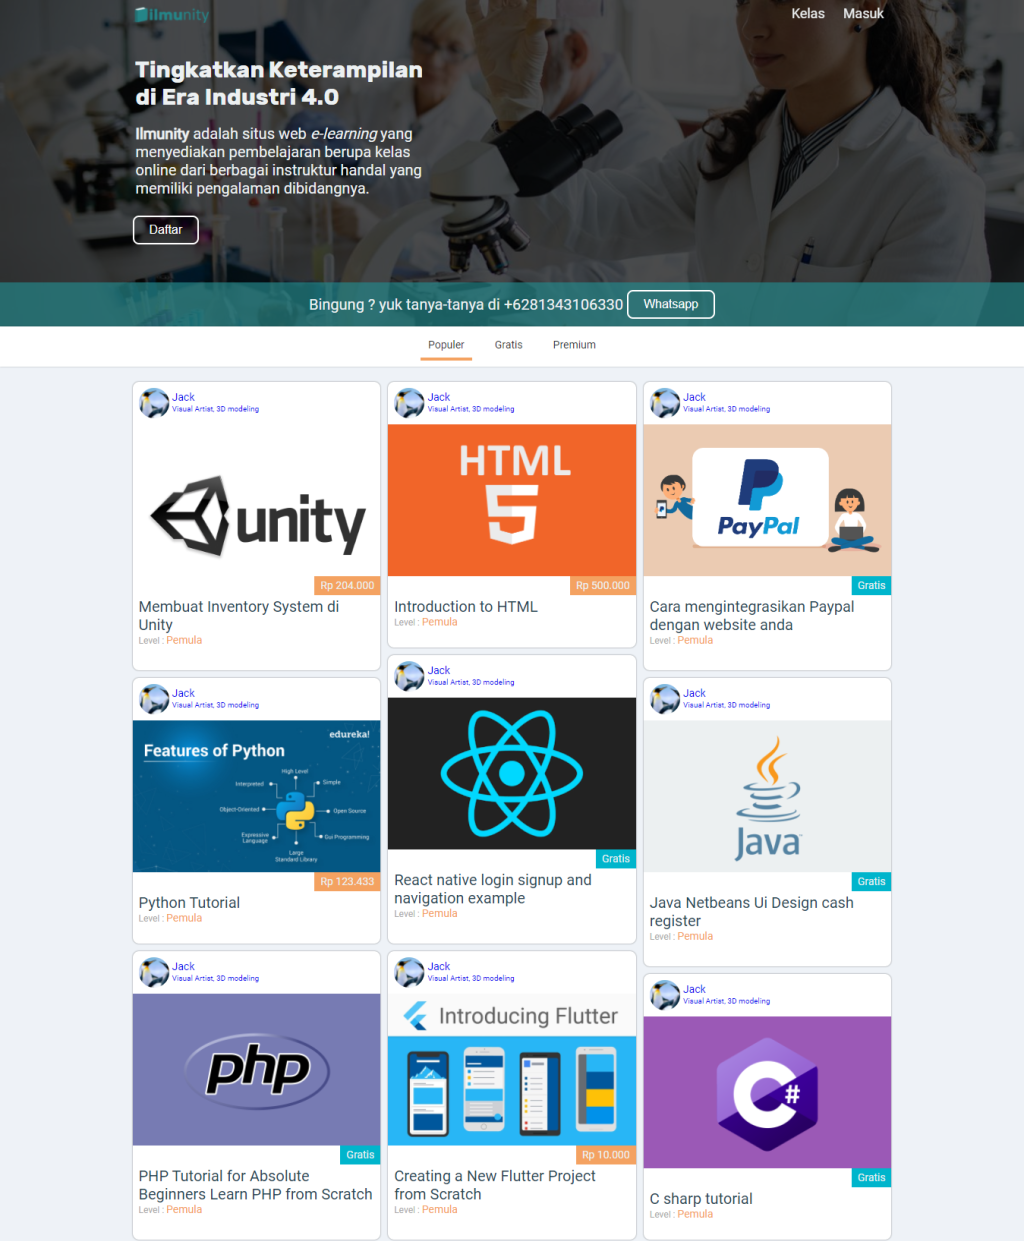 ilmunity
Kelas
Masuk
Tingkatkan Keterampilan
di Era Industri 4.0
Ilmunity adalah situs web e-learning yang
menyediakan pembelajaran berupa kelas
online dari berbagai instruktur handal yang
memiliki pengalaman dibidangnya.
Daftar
Bingung ? yuk tanya-tanya di +6281343106330
Whatsapp
Populer
Gratis
Premium
Jack
Visual Artist, 3D modeling
unity
Rp 204.000
Membuat Inventory System di
Unity
Level : Pemula
Jack
Visual Artist, 3D modeling
HTML
5
Rp 500.000
Introduction to HTML
Level : Pemula
Jack
Visual Artist, 3D modeling
PayPal
Gratis
Cara mengintegrasikan Paypal
dengan website anda
Level : Pemula
Jack
Visual Artist, 3D modeling
edureka!
Features of Python
High Level
Interpreted
Simple
Object-Oriented
Open Source
Expressive
Language
Gui Programming
Large
Standard Library
Rp 123.433
Python Tutorial
Level : Pemula
Jack
Visual Artist, 3D modeling
Gratis
React native login signup and
navigation example
Level : Pemula
Jack
Visual Artist, 3D modeling
Java
Gratis
Java Netbeans Ui Design cash
register
Level : Pemula
Jack
Visual Artist, 3D modeling
php
Gratis
PHP Tutorial for Absolute
Beginners Learn PHP from Scratch
Level : Pemula
Jack
Visual Artist, 3D modeling
Introducing Flutter
Rp 10.000
Creating a New Flutter Project
from Scratch
Level : Pemula
Jack
Visual Artist, 3D modeling
C#
Gratis
C sharp tutorial
Level : Pemula